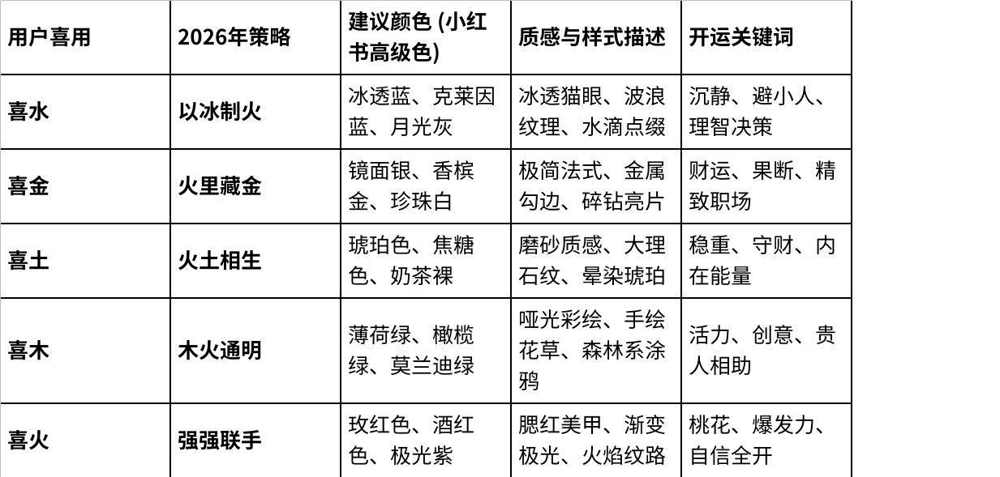 用户喜用
2026年策略
建议颜色 (小红
书高级色)
质感与样式描述
开运关键词
喜水
以冰制火
冰透蓝、克莱因
蓝、月光灰
冰透猫眼、波浪
纹理、水滴点缀
沉静、避小人、
理智决策
喜金
火里藏金
镜面银、香槟
金、珍珠白
极简法式、金属
勾边、碎钻亮片
财运、果断、精
致职场
喜土
火土相生
琥珀色、焦糖
色、奶茶裸
磨砂质感、大理
石纹、晕染琥珀
稳重、守财、内
在能量
喜木
木火通明
薄荷绿、橄榄
绿、莫兰迪绿
哑光彩绘、手绘
花草、森林系涂
鸦
活力、创意、贵
人相助
喜火
强强联手
玫红色、酒红
色、极光紫
腮红美甲、渐变
极光、火焰纹路
桃花、爆发力、
自信全开